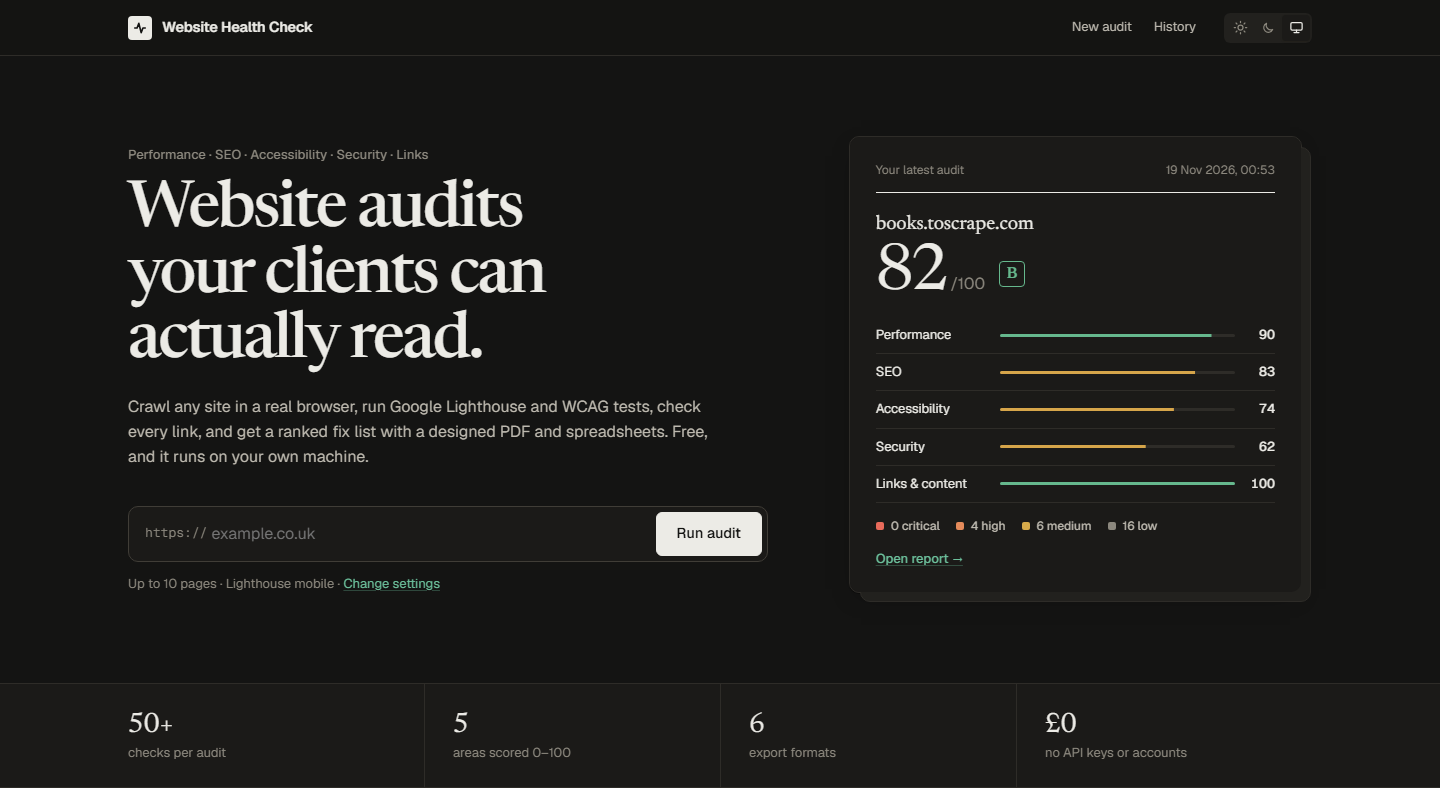 Website Health Check
New audit
History
Performance · SEO · Accessibility · Security · Links
Website audits
your clients can
actually read.
Crawl any site in a real browser, run Google Lighthouse and WCAG tests, check
every link, and get a ranked fix list with a designed PDF and spreadsheets. Free,
and it runs on your own machine.
https:// example.co.uk
Run audit
Up to 10 pages · Lighthouse mobile · Change settings
Your latest audit
19 Nov 2026, 00:53
books.toscrape.com
82/100 B
Performance 90
SEO 83
Accessibility 74
Security 62
Links & content 100
0 critical 4 high 6 medium 16 low
Open report →
50+
checks per audit
5
areas scored 0–100
6
export formats
£0
no API keys or accounts